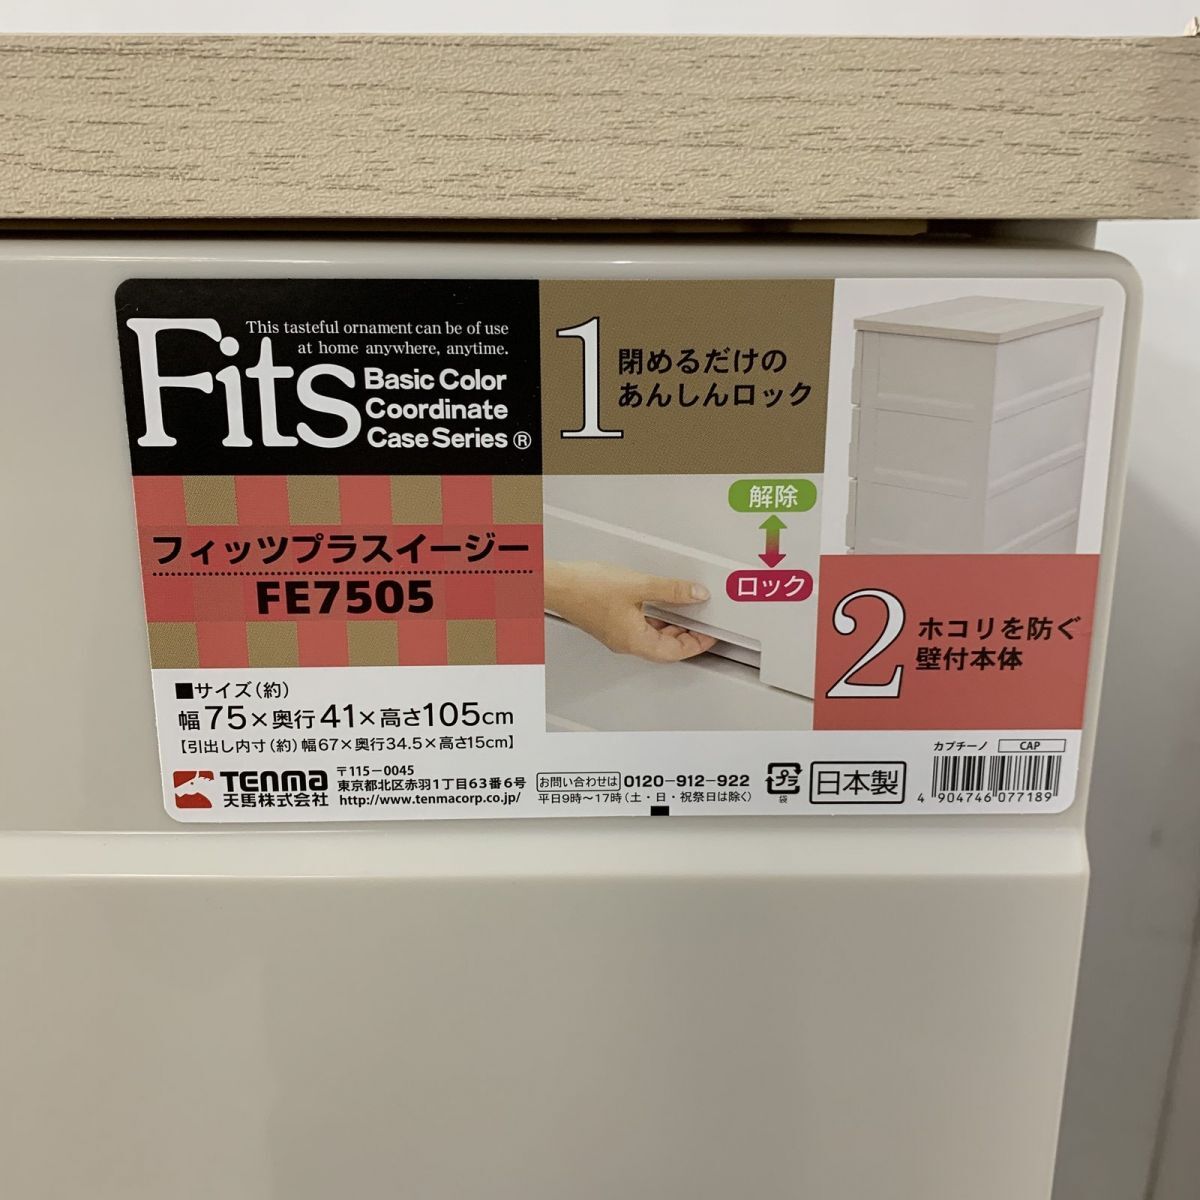 This tasteful ornament can be of use
at home anywhere, anytime.
Fits
Basic Color
Coordinate
Case Series ®
1
閉めるだけの
あんしんロック
フィッツプラスイージー
FE7505
解除
ロック
2
ホコリを防ぐ
壁付本体
■サイズ(約)
幅75×奥行41×高さ105cm
【引出し内寸(約)幅67×奥行34.5×高さ15cm】
TENMA
天馬株式会社
〒115-0045
東京都北区赤羽1丁目63番6号
http://www.tenmacorp.co.jp/
お問い合わせは 0120-912-922
平日9時〜17時(土・日・祝祭日は除く)
プラ
袋
日本製
カプチーノ CAP
4 904746 077189